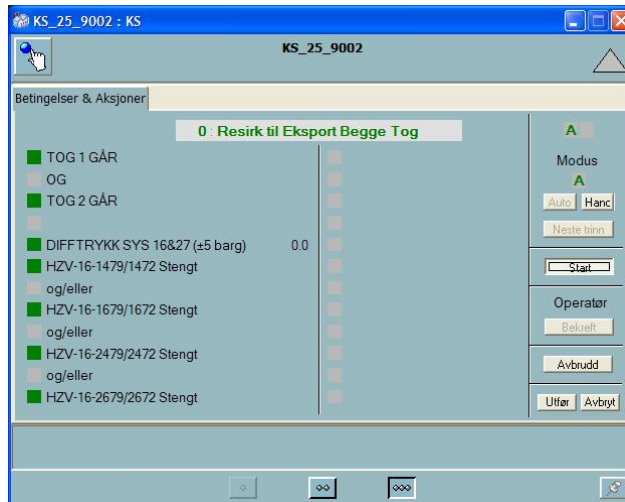 KS_25_9002 : KS
KS_25_9002
Betingelser & Aksjoner
0 : Resirk til Eksport Begge Tog
A
TOG 1 GÅR
Modus
OG
A
TOG 2 GÅR
Auto Hanc
Neste trinn
DIFFTRYKK SYS 16&27 (±5 barg) 0.0
HZV-16-1479/1472 Stengt
Start
og/eller
HZV-16-1679/1672 Stengt
Operatør
og/eller
Bekreft
HZV-16-2479/2472 Stengt
Avbrudd
og/eller
HZV-16-2679/2672 Stengt
Utfør Avbryt